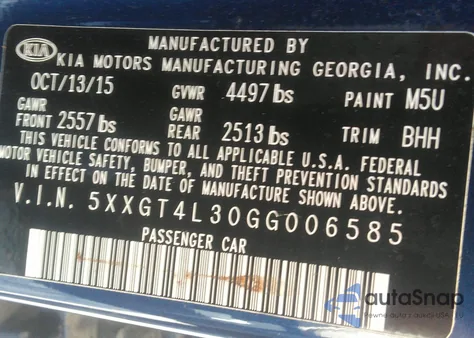 KIA
MANUFACTURED BY
KIA MOTORS MANUFACTURING GEORGIA, INC.
OCT/13/15 GVWR 4497 lbs PAINT M5U
GAWR FRONT 2557 lbs GAWR REAR 2513 lbs TRIM BHH
THIS VEHICLE CONFORMS TO ALL APPLICABLE U.S.A. FEDERAL
MOTOR VEHICLE SAFETY, BUMPER, AND THEFT PREVENTION STANDARDS
IN EFFECT ON THE DATE OF MANUFACTURE SHOWN ABOVE.
V.I.N. 5XXGT4L30GG006585
PASSENGER CAR
autoSnap